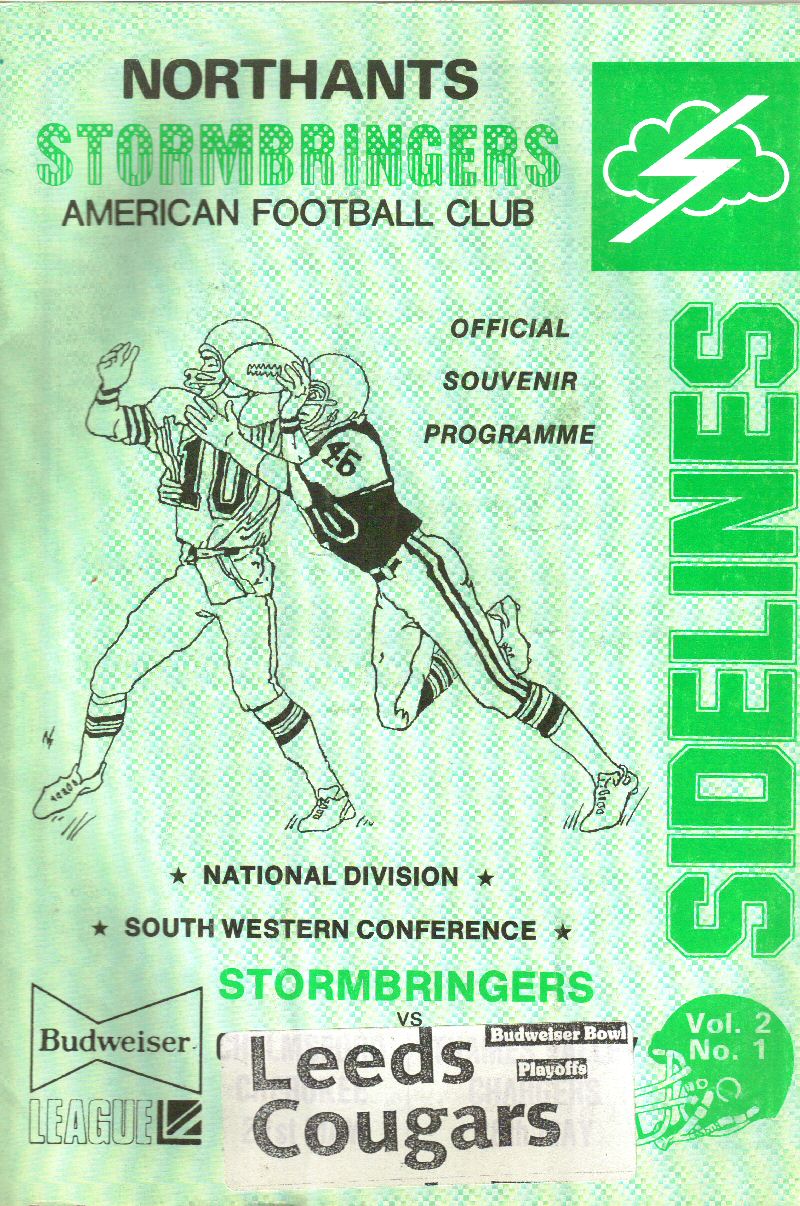 NORTHANTS
STORMBRINGERS
AMERICAN FOOTBALL CLUB
OFFICIAL
SOUVENIR
PROGRAMME
SIDELINES
10
45
★ NATIONAL DIVISION ★
★ SOUTH WESTERN CONFERENCE ★
STORMBRINGERS
vs
Leeds
Cougars
Budweiser Bowl
Playoffs
Budweiser
LEAGUE
Vol. 2
No. 1